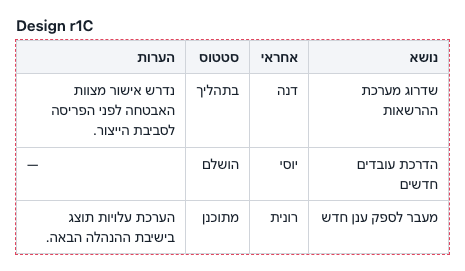 Design r1C
נושא אחראי סטטוס הערות
שדרוג מערכת ההרשאות דנה בתהליך נדרש אישור מצוות האבטחה לפני הפריסה לסביבת הייצור.
הדרכת עובדים חדשים יוסי הושלם —
מעבר לספק ענן חדש רונית מתוכנן הערכת עלויות תוצג בישיבת ההנהלה הבאה.